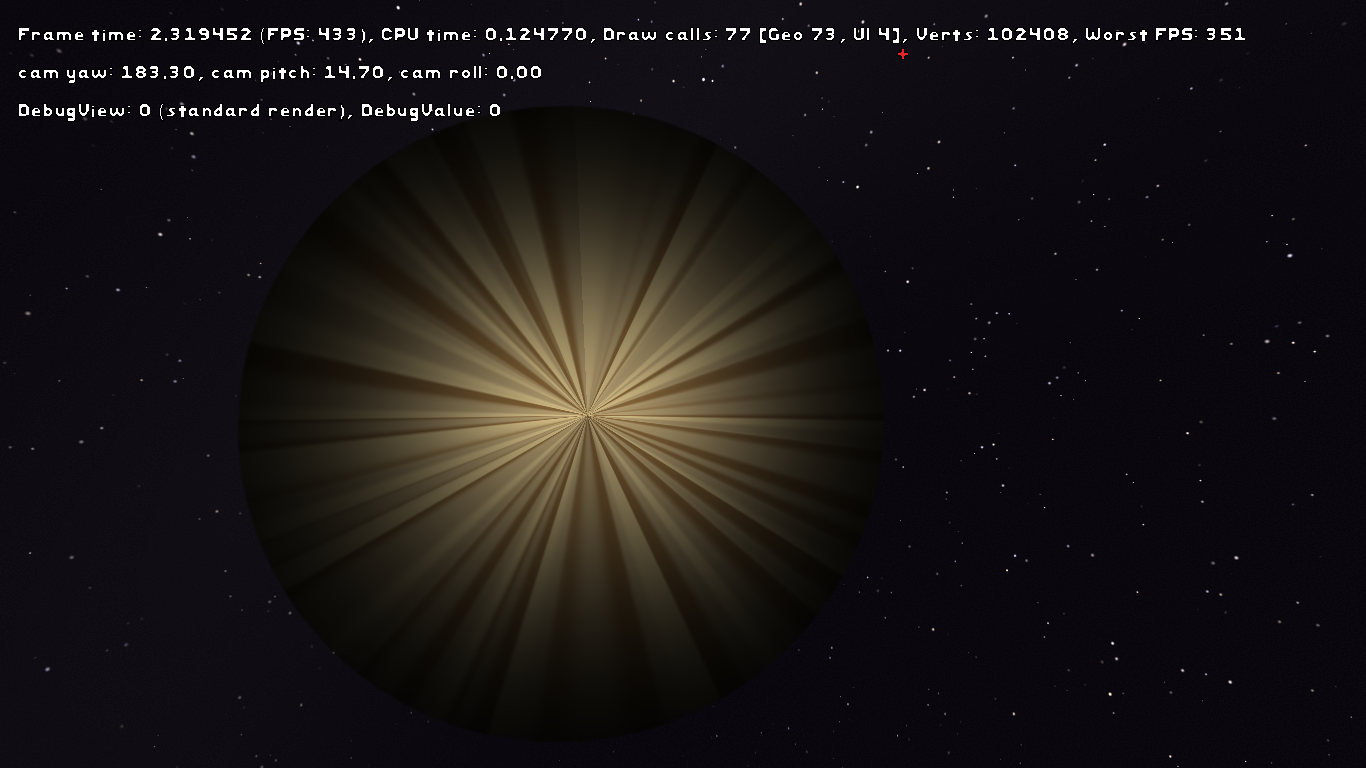 Frame time: 2.319452 (FPS: 433), CPU time: 0.124770, Draw calls: 77 [Geo 73, UI 4], Verts: 102408, Worst FPS: 351
cam yaw: 183.30, cam pitch: 14.70, cam roll: 0.00
DebugView: 0 (standard render), DebugValue: 0